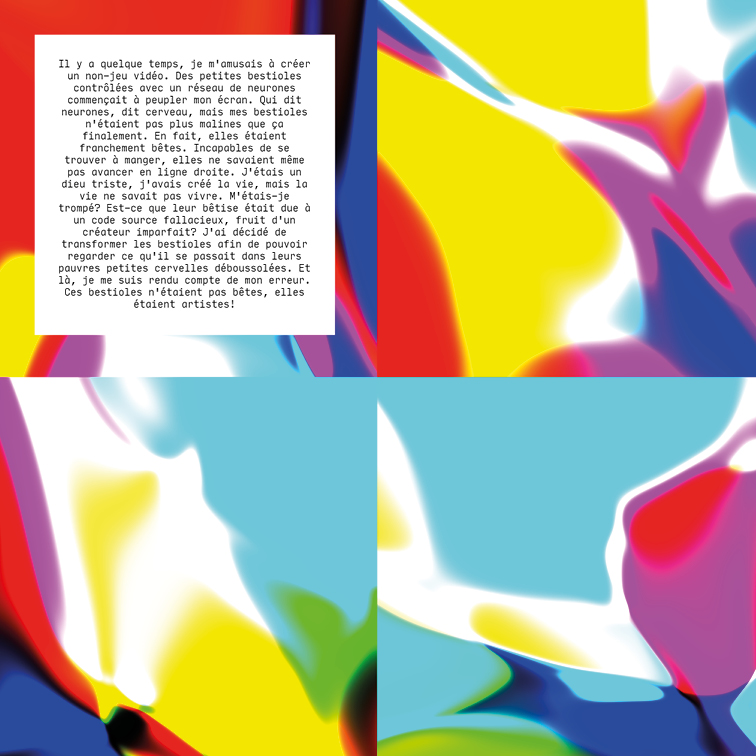 Il y a quelque temps, je m'amusais à créer
un non-jeu vidéo. Des petites bestioles
contrôlées avec un réseau de neurones
commençait à peupler mon écran. Qui dit
neurones, dit cerveau, mais mes bestioles
n'étaient pas plus malines que ça
finalement. En fait, elles étaient
franchement bêtes. Incapables de se
trouver à manger, elles ne savaient même
pas avancer en ligne droite. J'étais un
dieu triste, j'avais créé la vie, mais la
vie ne savait pas vivre. M'étais-je
trompé? Est-ce que leur bêtise était due à
un code source fallacieux, fruit d'un
créateur imparfait? J'ai décidé de
transformer les bestioles afin de pouvoir
regarder ce qu'il se passait dans leurs
pauvres petites cervelles déboussolées. Et
là, je me suis rendu compte de mon erreur.
Ces bestioles n'étaient pas bêtes, elles
étaient artistes!